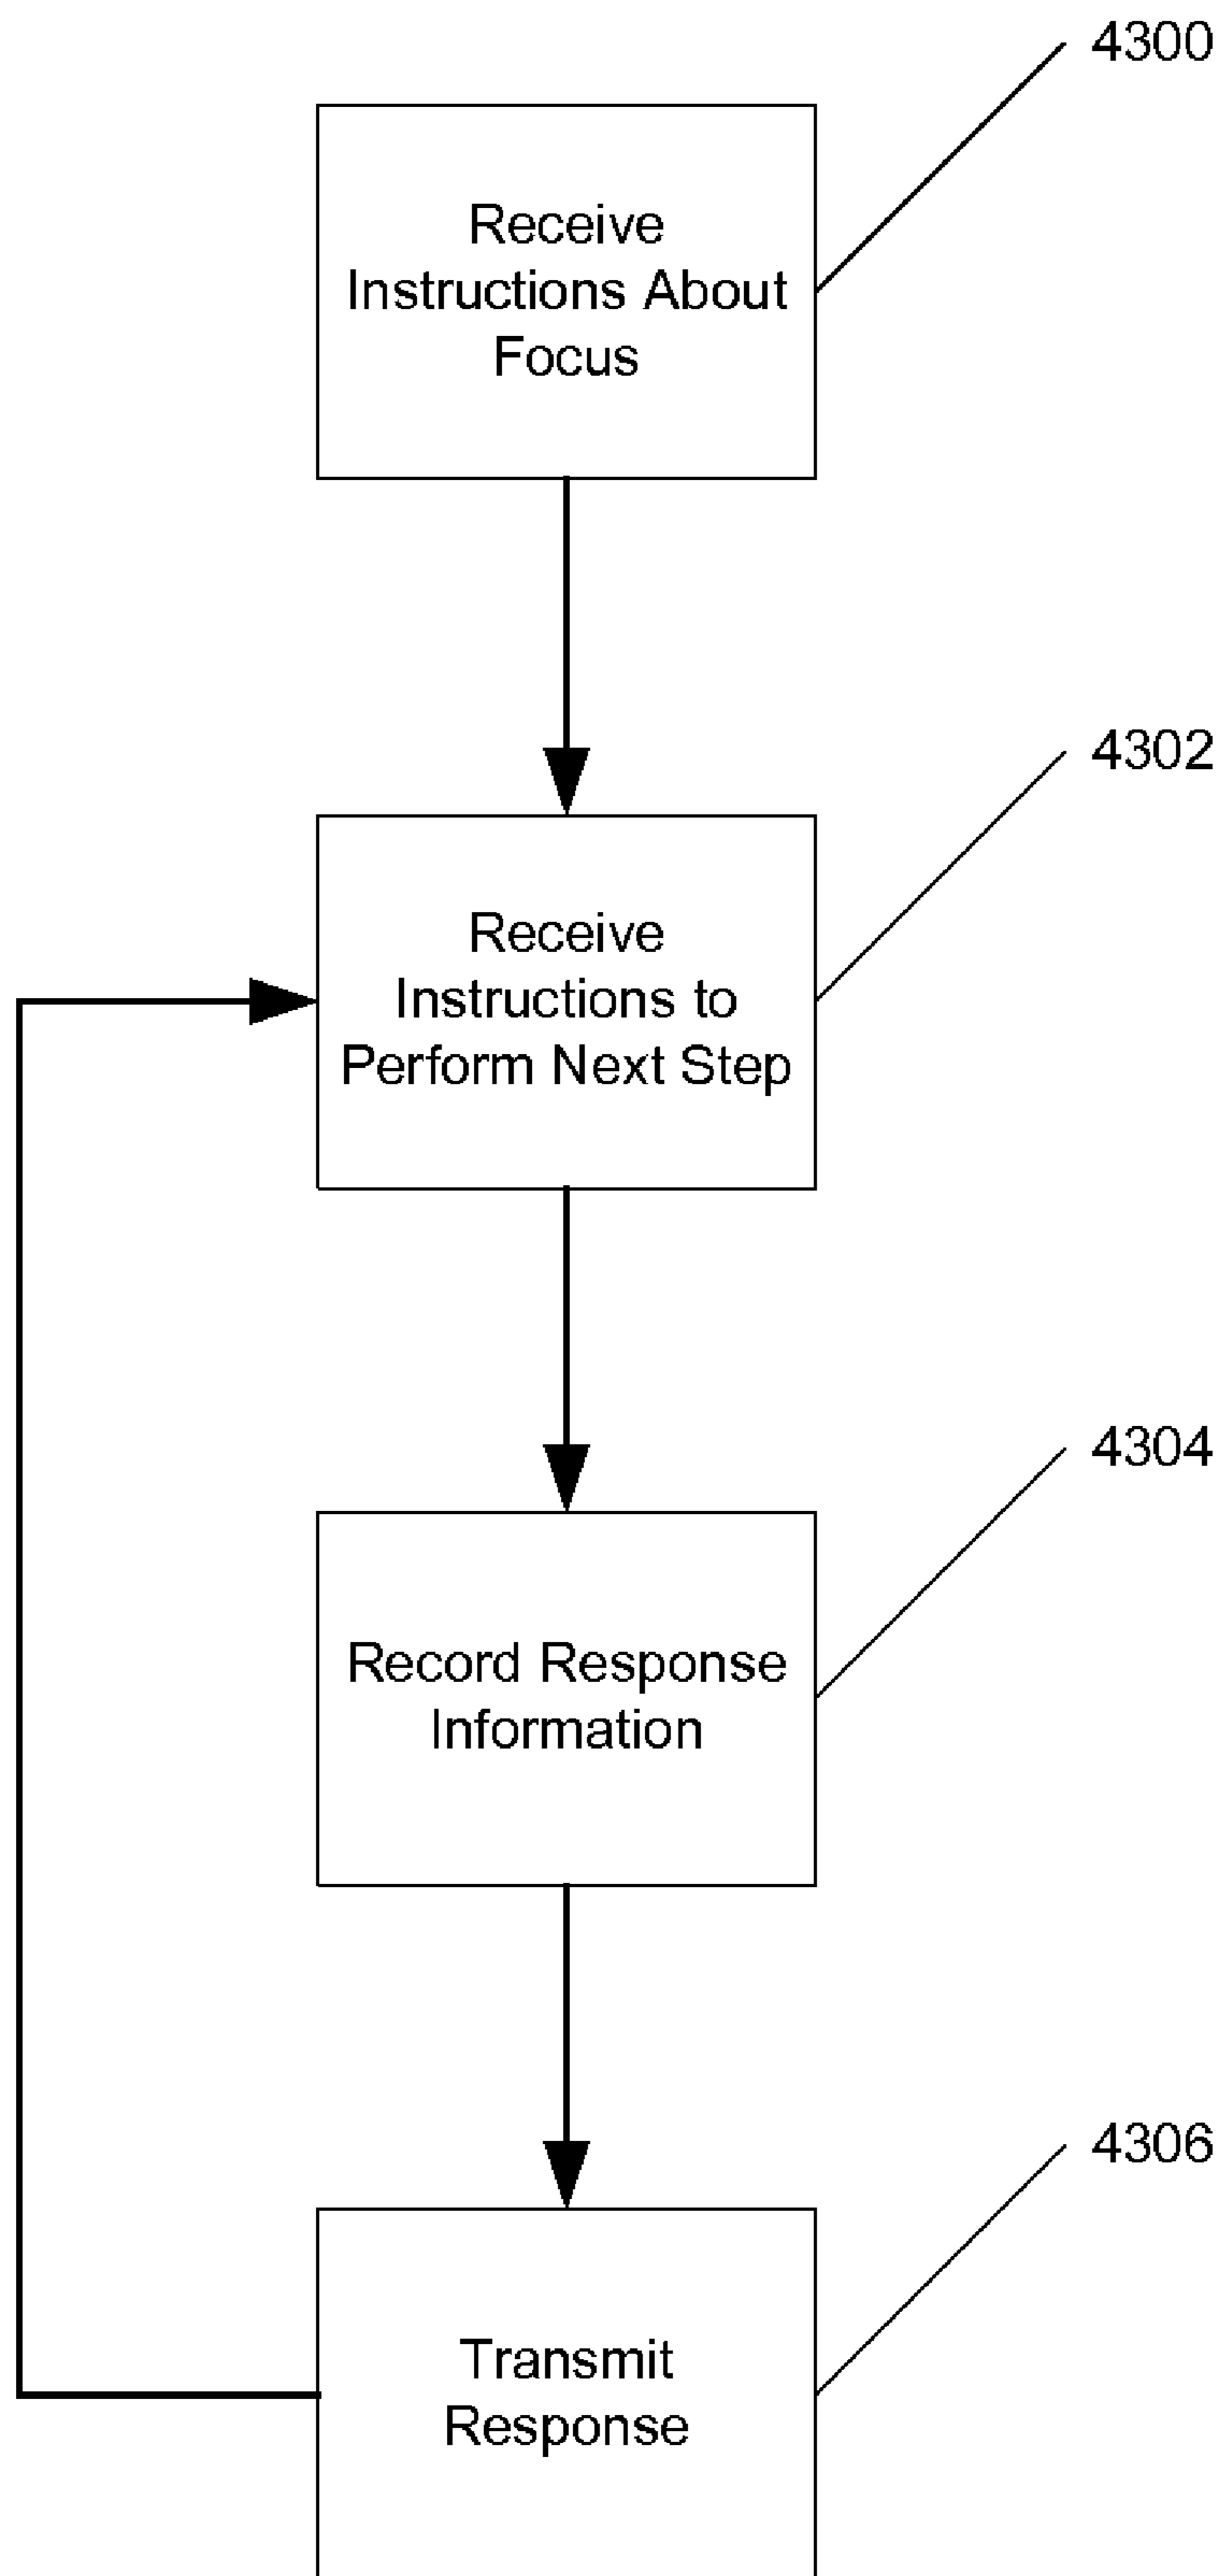 4300
Receive
Instructions About
Focus
4302
Receive
Instructions to
Perform Next Step
4304
Record Response
Information
4306
Transmit
Response